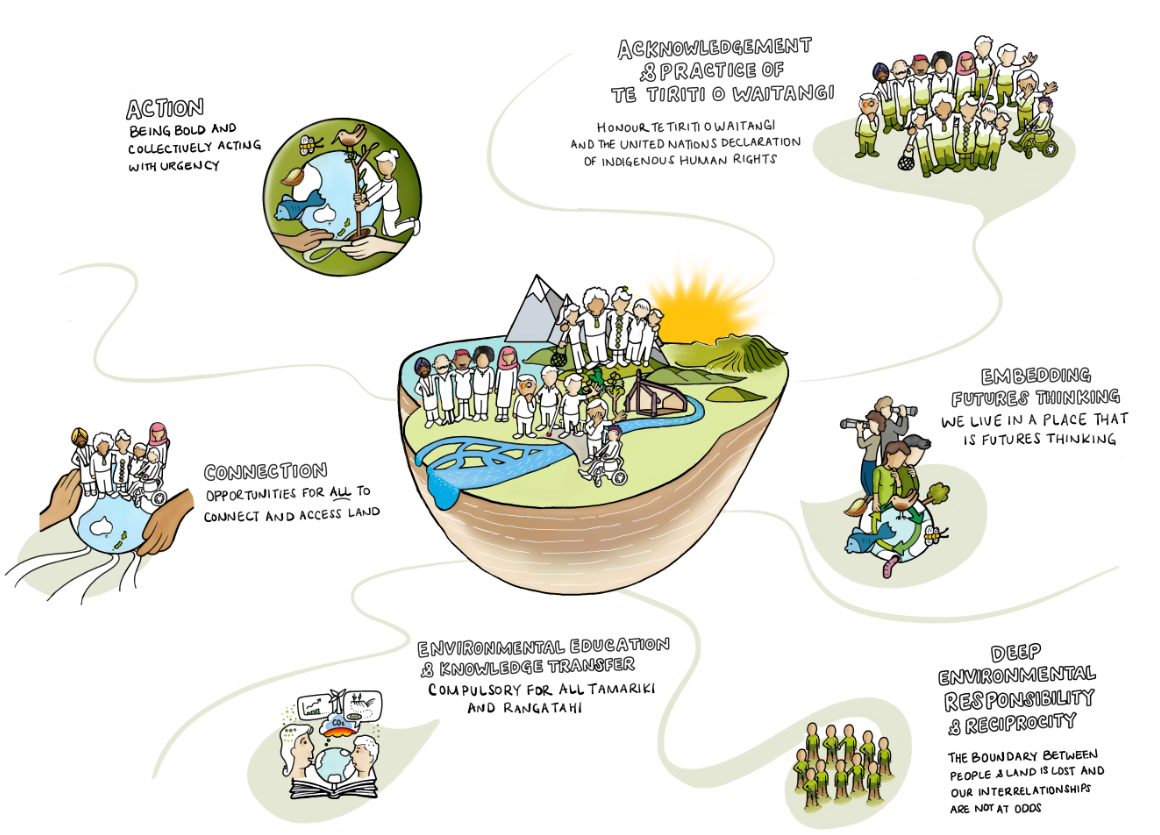 ACTION
BEING BOLD AND
COLLECTIVELY ACTING
WITH URGENCY
ACKNOWLEDGEMENT
& PRACTICE OF
TE TIRITI O WAITANGI
HONOUR TE TIRITI O WAITANGI
AND THE UNITED NATIONS DECLARATION
OF INDIGENOUS HUMAN RIGHTS
EMBEDDING
FUTURES THINKING
WE LIVE IN A PLACE THAT
IS FUTURES THINKING
CONNECTION
OPPORTUNITIES FOR ALL TO
CONNECT AND ACCESS LAND
ENVIRONMENTAL EDUCATION
& KNOWLEDGE TRANSFER
COMPULSORY FOR ALL TAMARIKI
AND RANGATAHI
CO2
DEEP
ENVIRONMENTAL
RESPONSIBILITY
& RECIPROCITY
THE BOUNDARY BETWEEN
PEOPLE & LAND IS LOST AND
OUR INTERRELATIONSHIPS
ARE NOT AT ODDS